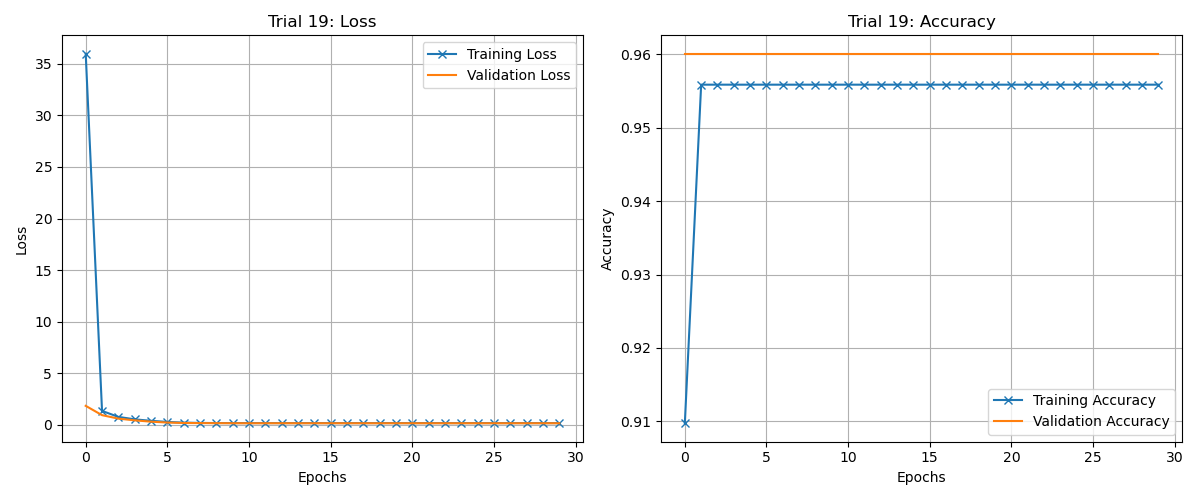 Trial 19: Loss
Loss
35
30
25
20
15
10
5
0
0 5 10 15 20 25 30
Epochs
Training Loss
Validation Loss
Trial 19: Accuracy
Accuracy
0.96
0.95
0.94
0.93
0.92
0.91
0 5 10 15 20 25 30
Epochs
Training Accuracy
Validation Accuracy